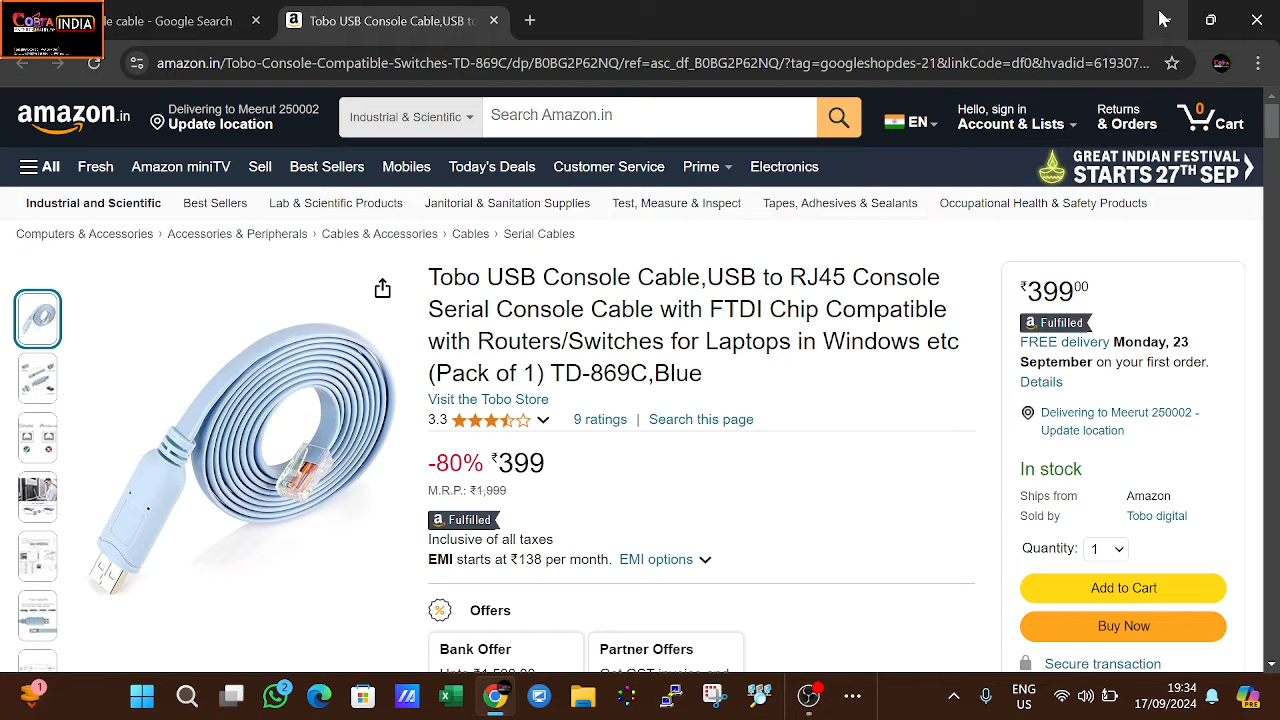 Cobra INDIA
le cable - Google Search
Tobo USB Console Cable,USB to
amazon.in/Tobo-Console-Compatible-Switches-TD-869C/dp/B0BG2P62NQ/ref=asc_df_B0BG2P62NQ/?tag=googleshopdes-21&linkCode=df0&hvadid=619307...
amazon.in
Delivering to Meerut 250002
Update location
Industrial & Scientific
Search Amazon.in
EN
Hello, sign in
Account & Lists
Returns
& Orders
0
Cart
All
Fresh
Amazon miniTV
Sell
Best Sellers
Mobiles
Today's Deals
Customer Service
Prime
Electronics
GREAT INDIAN FESTIVAL
STARTS 27TH SEP
Industrial and Scientific
Best Sellers
Lab & Scientific Products
Janitorial & Sanitation Supplies
Test, Measure & Inspect
Tapes, Adhesives & Sealants
Occupational Health & Safety Products
Computers & Accessories › Accessories & Peripherals › Cables & Accessories › Cables › Serial Cables
Tobo USB Console Cable,USB to RJ45 Console
Serial Console Cable with FTDI Chip Compatible
with Routers/Switches for Laptops in Windows etc
(Pack of 1) TD-869C,Blue
Visit the Tobo Store
3.3
9 ratings | Search this page
-80% ₹399
M.R.P.: ₹1,999
a Fulfilled
Inclusive of all taxes
EMI starts at ₹138 per month. EMI options
Offers
Bank Offer
Partner Offers
₹39900
a Fulfilled
FREE delivery Monday, 23
September on your first order.
Details
Delivering to Meerut 250002 -
Update location
In stock
Ships from Amazon
Sold by Tobo digital
Quantity: 1
Add to Cart
Buy Now
Secure transaction
1
2
ENG
US
19:34
17/09/2024
PRE